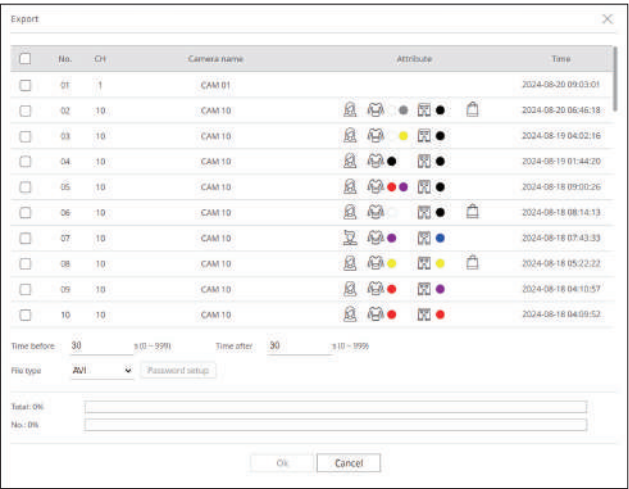 Export
No. CH Camera name Attribute Time
01 1 CAM 01 2024-08-20 09:03:01
02 10 CAM 10 2024-08-20 06:46:18
03 10 CAM 10 2024-08-19 04:02:16
04 10 CAM 10 2024-08-19 01:44:20
05 10 CAM 10 2024-08-18 09:00:26
06 10 CAM 10 2024-08-18 08:14:13
07 10 CAM 10 2024-08-18 07:43:33
08 10 CAM 10 2024-08-18 05:22:22
09 10 CAM 10 2024-08-18 04:10:57
10 10 CAM 10 2024-08-18 04:09:52
Time before 30 s (0 ~ 999) Time after 30 s (0 ~ 999)
File type AVI Password setup
Total: 0%
No.: 0%
Ok Cancel